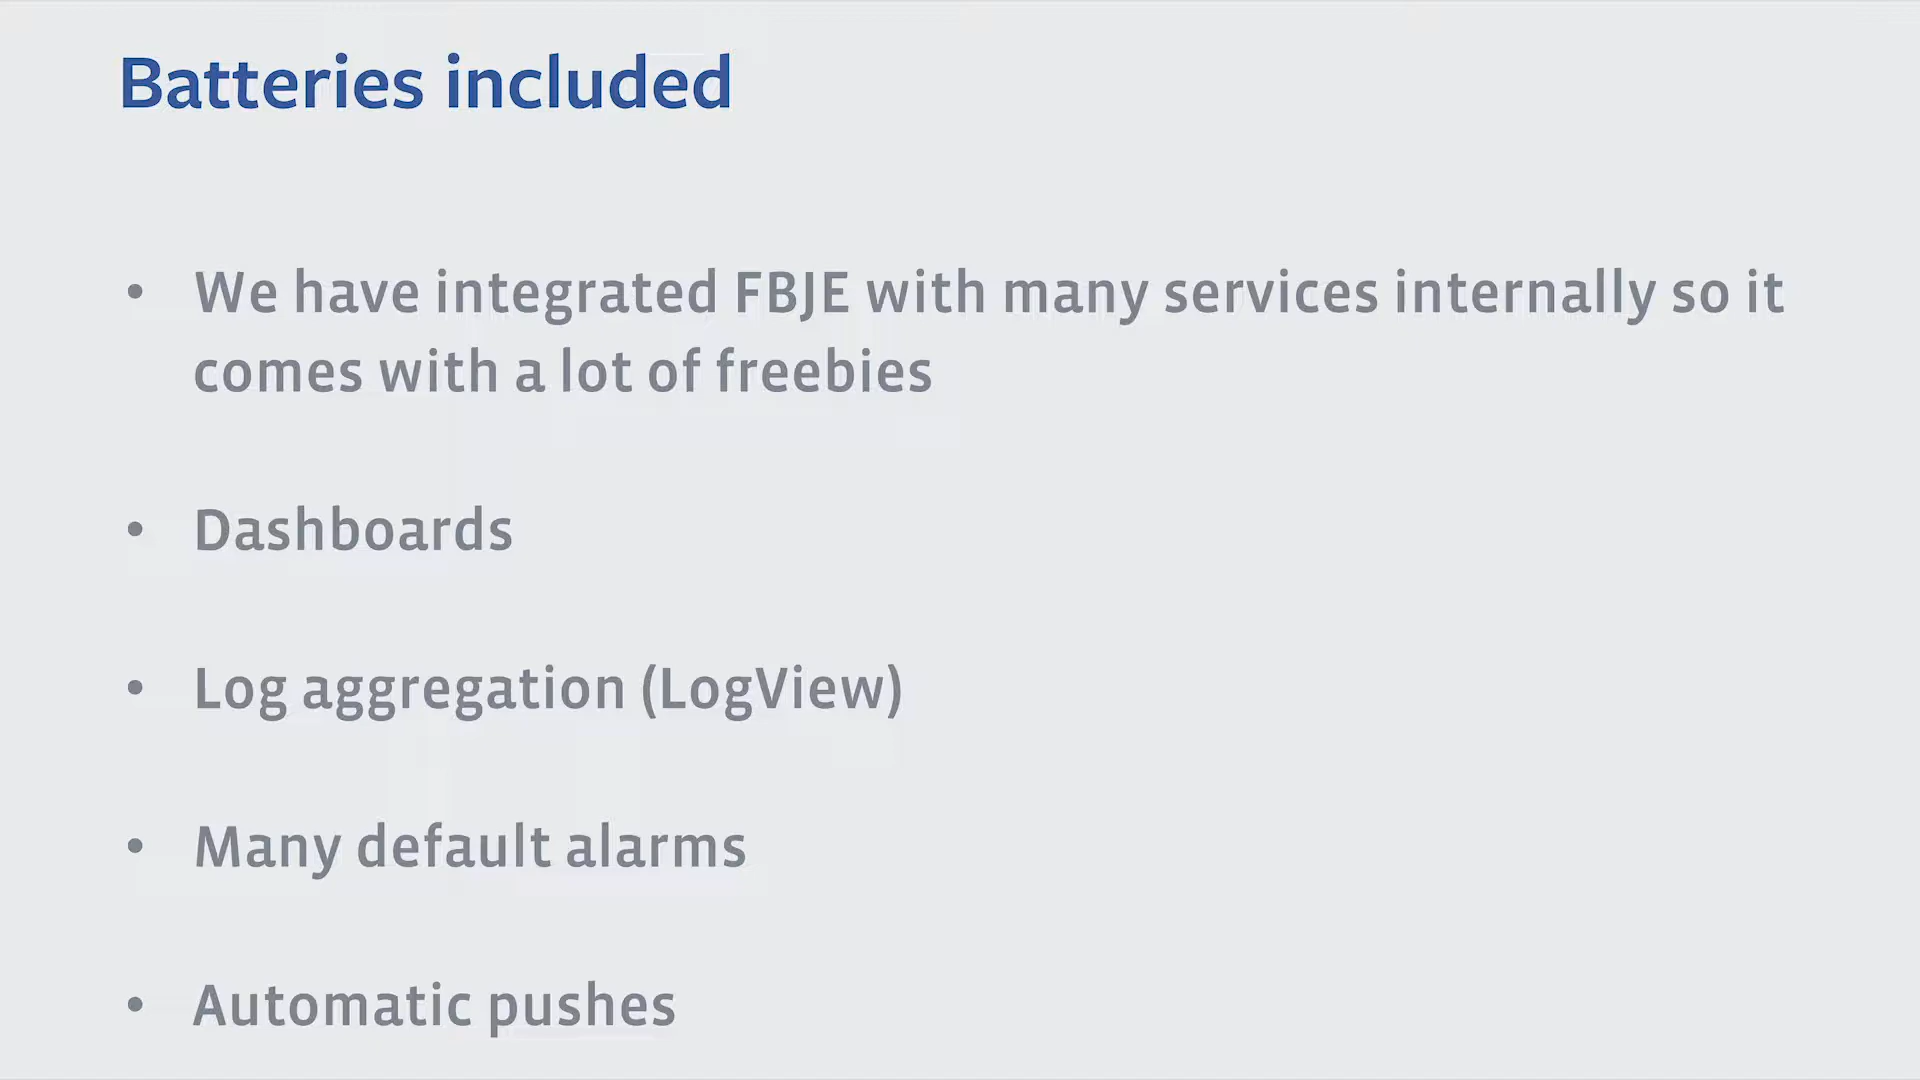 Batteries included
• We have integrated FBJE with many services internally so it
comes with a lot of freebies
• Dashboards
• Log aggregation (LogView)
• Many default alarms
• Automatic pushes